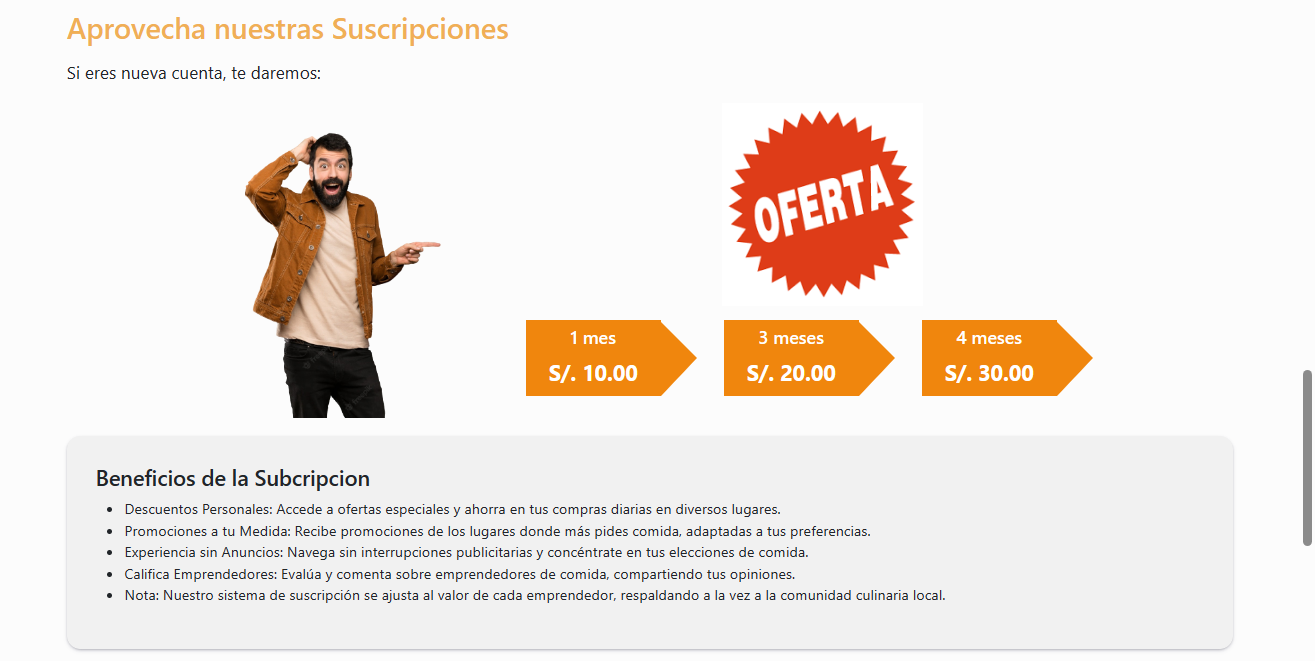 Aprovecha nuestras Suscripciones
Si eres nueva cuenta, te daremos:
OFERTA
1 mes
S/. 10.00
3 meses
S/. 20.00
4 meses
S/. 30.00
Beneficios de la Subcripcion
Descuentos Personales: Accede a ofertas especiales y ahorra en tus compras diarias en diversos lugares.
Promociones a tu Medida: Recibe promociones de los lugares donde más pides comida, adaptadas a tus preferencias.
Experiencia sin Anuncios: Navega sin interrupciones publicitarias y concéntrate en tus elecciones de comida.
Califica Emprendedores: Evalúa y comenta sobre emprendedores de comida, compartiendo tus opiniones.
Nota: Nuestro sistema de suscripción se ajusta al valor de cada emprendedor, respaldando a la vez a la comunidad culinaria local.